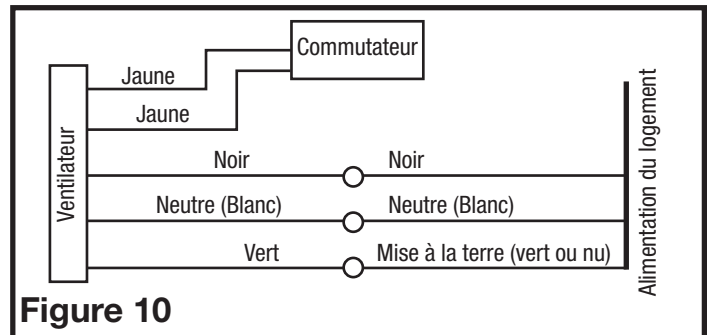 Commutateur
Jaune
Jaune
Ventilateur
Noir
Noir
Neutre (Blanc)
Neutre (Blanc)
Vert
Mise à la terre (vert ou nu)
Alimentation du logement
Figure 10